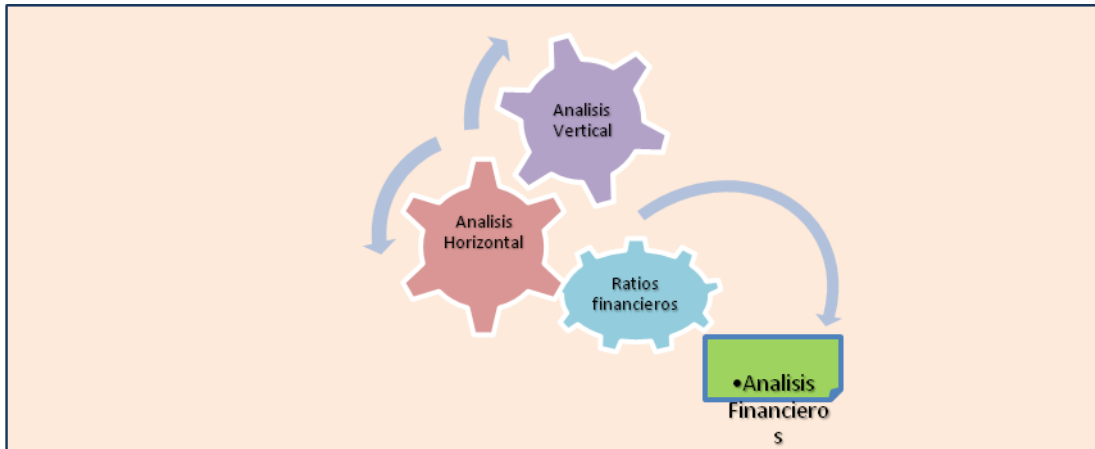 Analisis
Vertical
Analisis
Horizontal
Ratios
financieros
•Analisis
Financiero
s